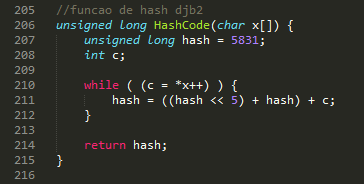 205 //funcao de hash djb2
206 unsigned long HashCode(char x[]) {
207 unsigned long hash = 5831;
208 int c;
209
210 while ( (c = *x++) ) {
211 hash = ((hash << 5) + hash) + c;
212 }
213
214 return hash;
215 }
216